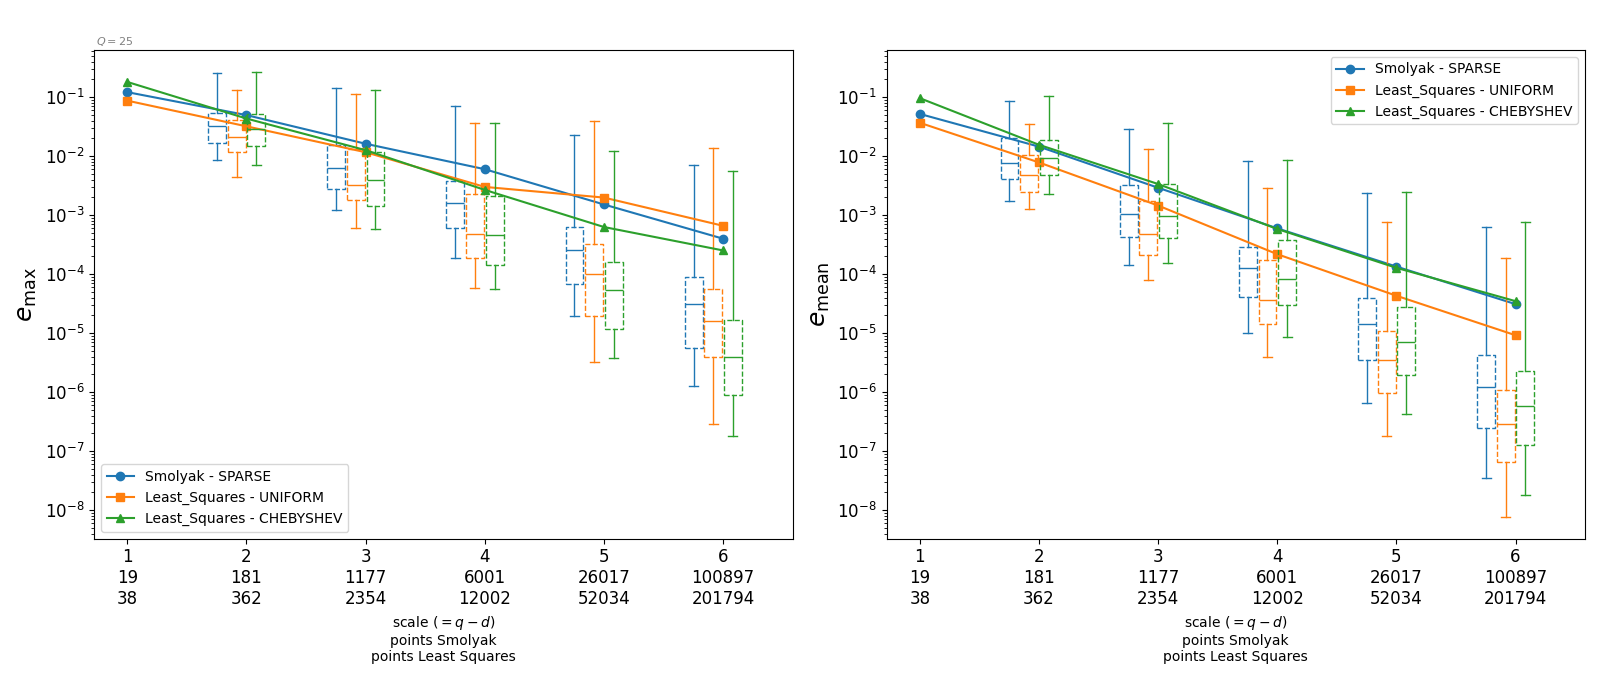 Q = 25
10⁻¹
10⁻²
10⁻³
10⁻⁴
10⁻⁵
10⁻⁶
10⁻⁷
10⁻⁸
e_max
Smolyak - SPARSE
Least_Squares - UNIFORM
Least_Squares - CHEBYSHEV
1 2 3 4 5 6
19 181 1177 6001 26017 100897
38 362 2354 12002 52034 201794
scale (= q − d)
points Smolyak
points Least Squares
10⁻¹
10⁻²
10⁻³
10⁻⁴
10⁻⁵
10⁻⁶
10⁻⁷
10⁻⁸
e_mean
Smolyak - SPARSE
Least_Squares - UNIFORM
Least_Squares - CHEBYSHEV
1 2 3 4 5 6
19 181 1177 6001 26017 100897
38 362 2354 12002 52034 201794
scale (= q − d)
points Smolyak
points Least Squares